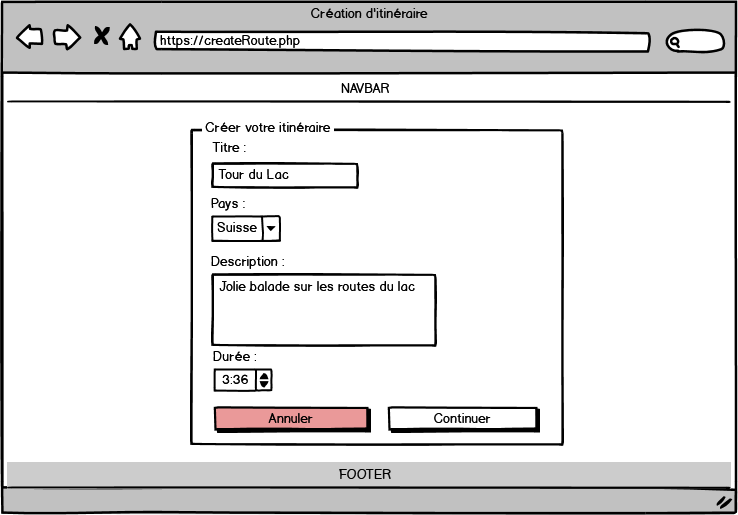 Création d'itinéraire
https://createRoute.php
NAVBAR
Créer votre itinéraire
Titre :
Tour du Lac
Pays :
Suisse
Description :
Jolie balade sur les routes du lac
Durée :
3:36
Annuler Continuer
FOOTER